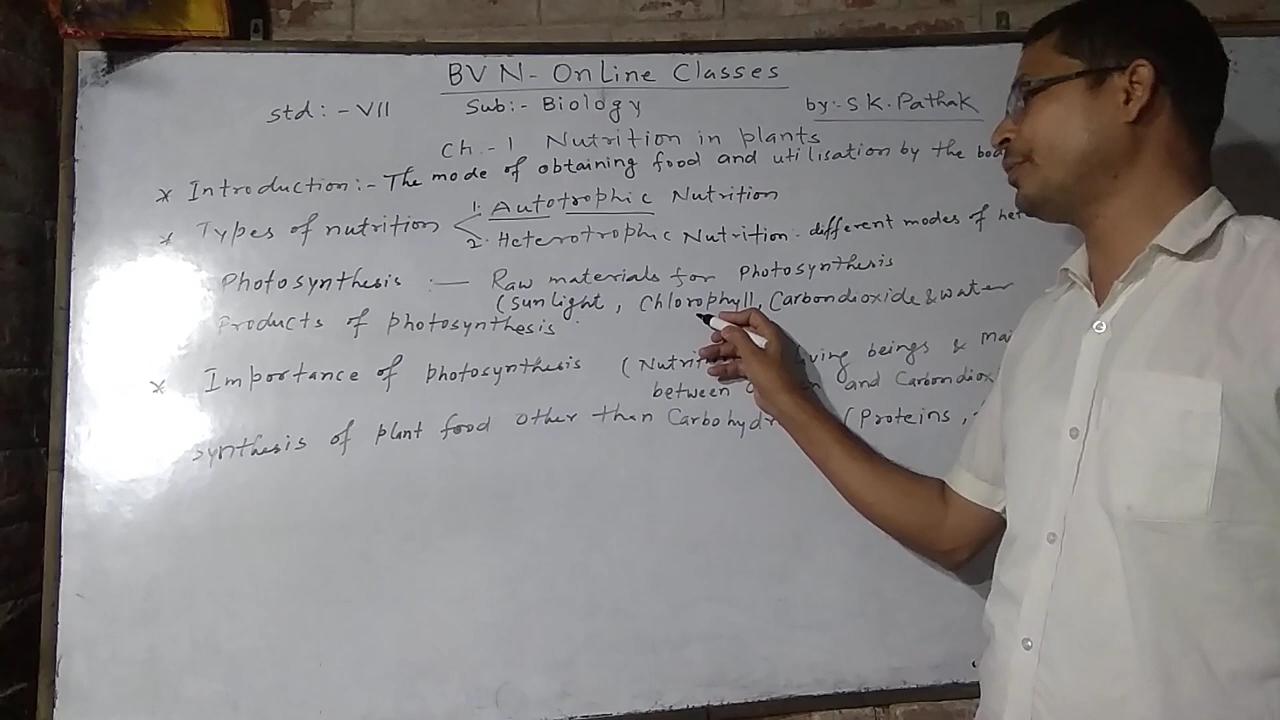 BVN- Online Classes
std:- VII Sub:- Biology by:- S.K. Pathak
Ch.- 1 Nutrition in plants
* Introduction:- The mode of obtaining food and utilisation by the
* Types of nutrition 1. Autotrophic Nutrition
2. Heterotrophic Nutrition. different modes of
Photosynthesis :— Raw materials for photosynthesis
(Sunlight, Chlorophyll, Carbondioxide & water
Products of photosynthesis
* Importance of photosynthesis ( beings &
between and
synthesis of plant food other than (Proteins,